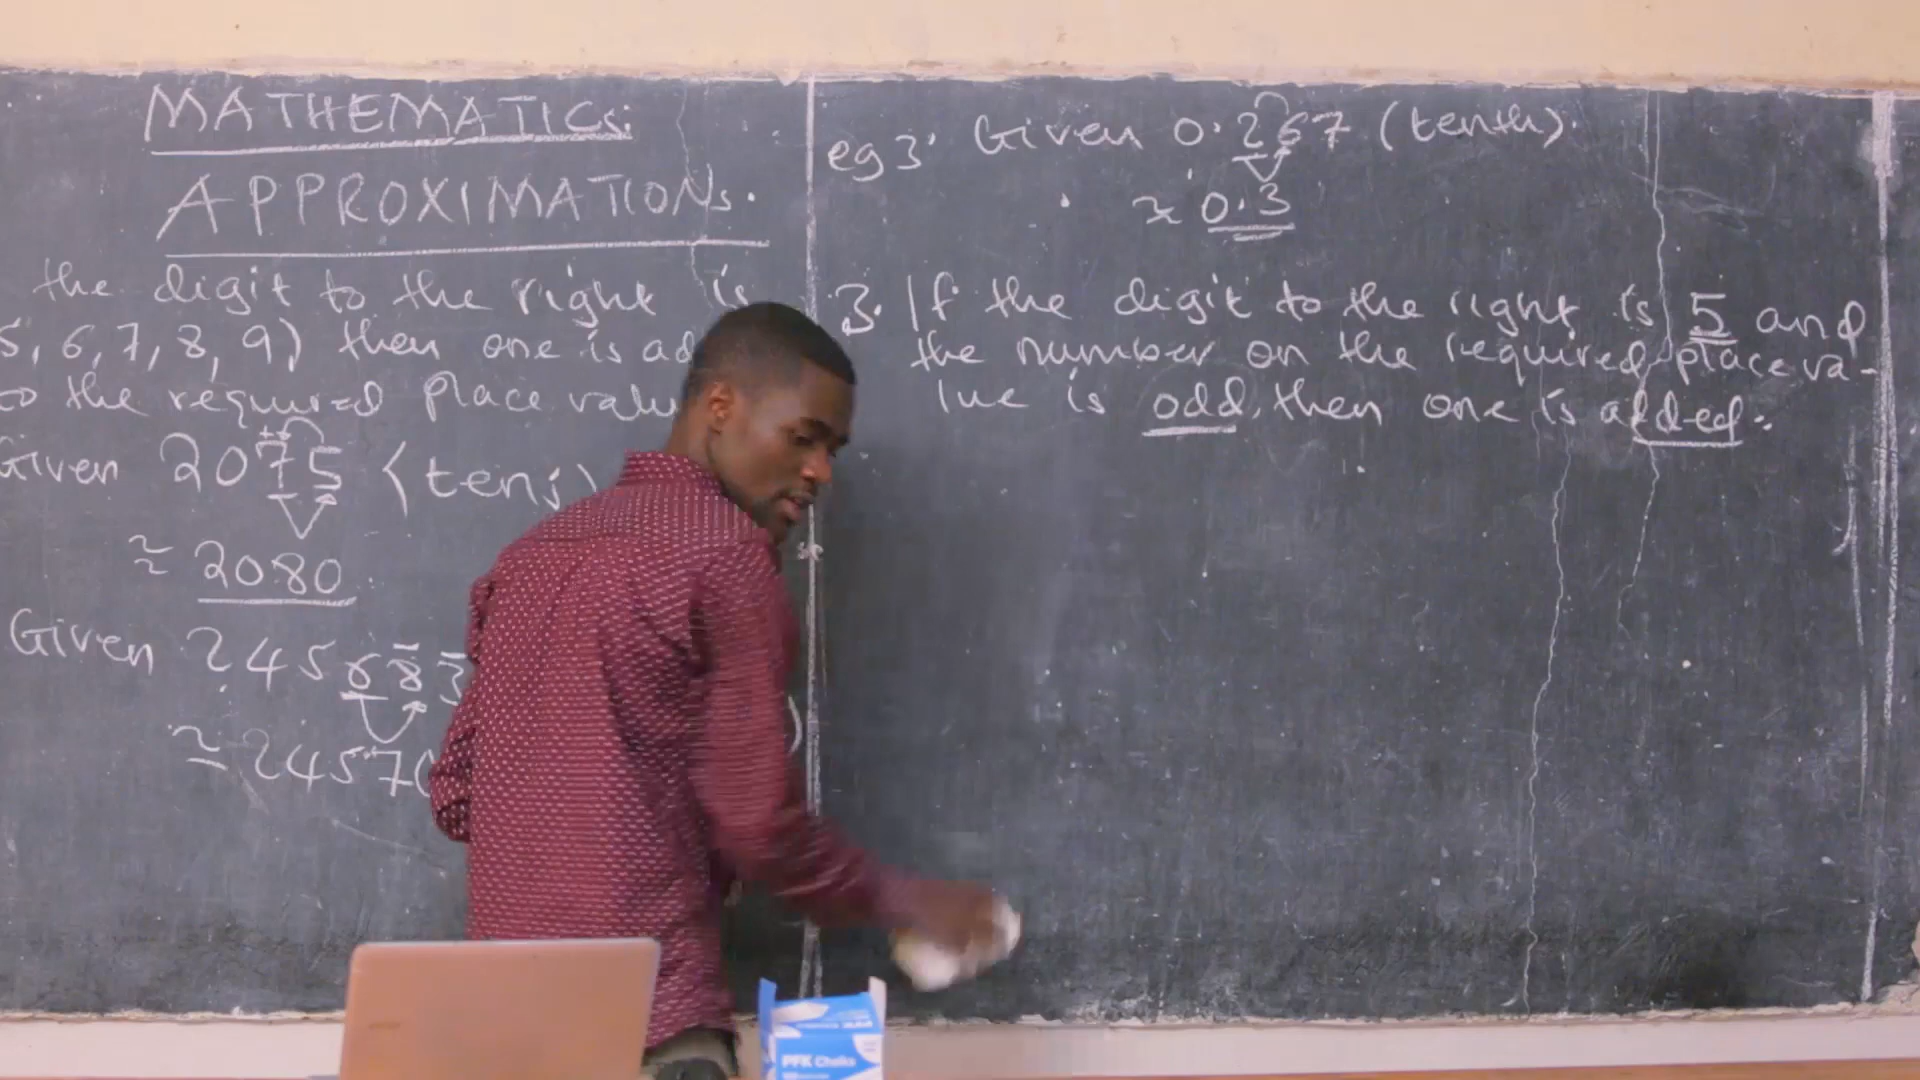 MATHEMATICS.
APPROXIMATIONS.
the digit to the right is
5, 6, 7, 8, 9) then one is ad
to the required place valu
Given 2075 (tens)
+1
≈ 2080
Given 245683
≈ 24570
eg 3. Given 0.267 (tenth).
≈ 0.3
3. If the digit to the right is 5 and
the number on the required place va-
lue is odd, then one is added.
PFK Chalks